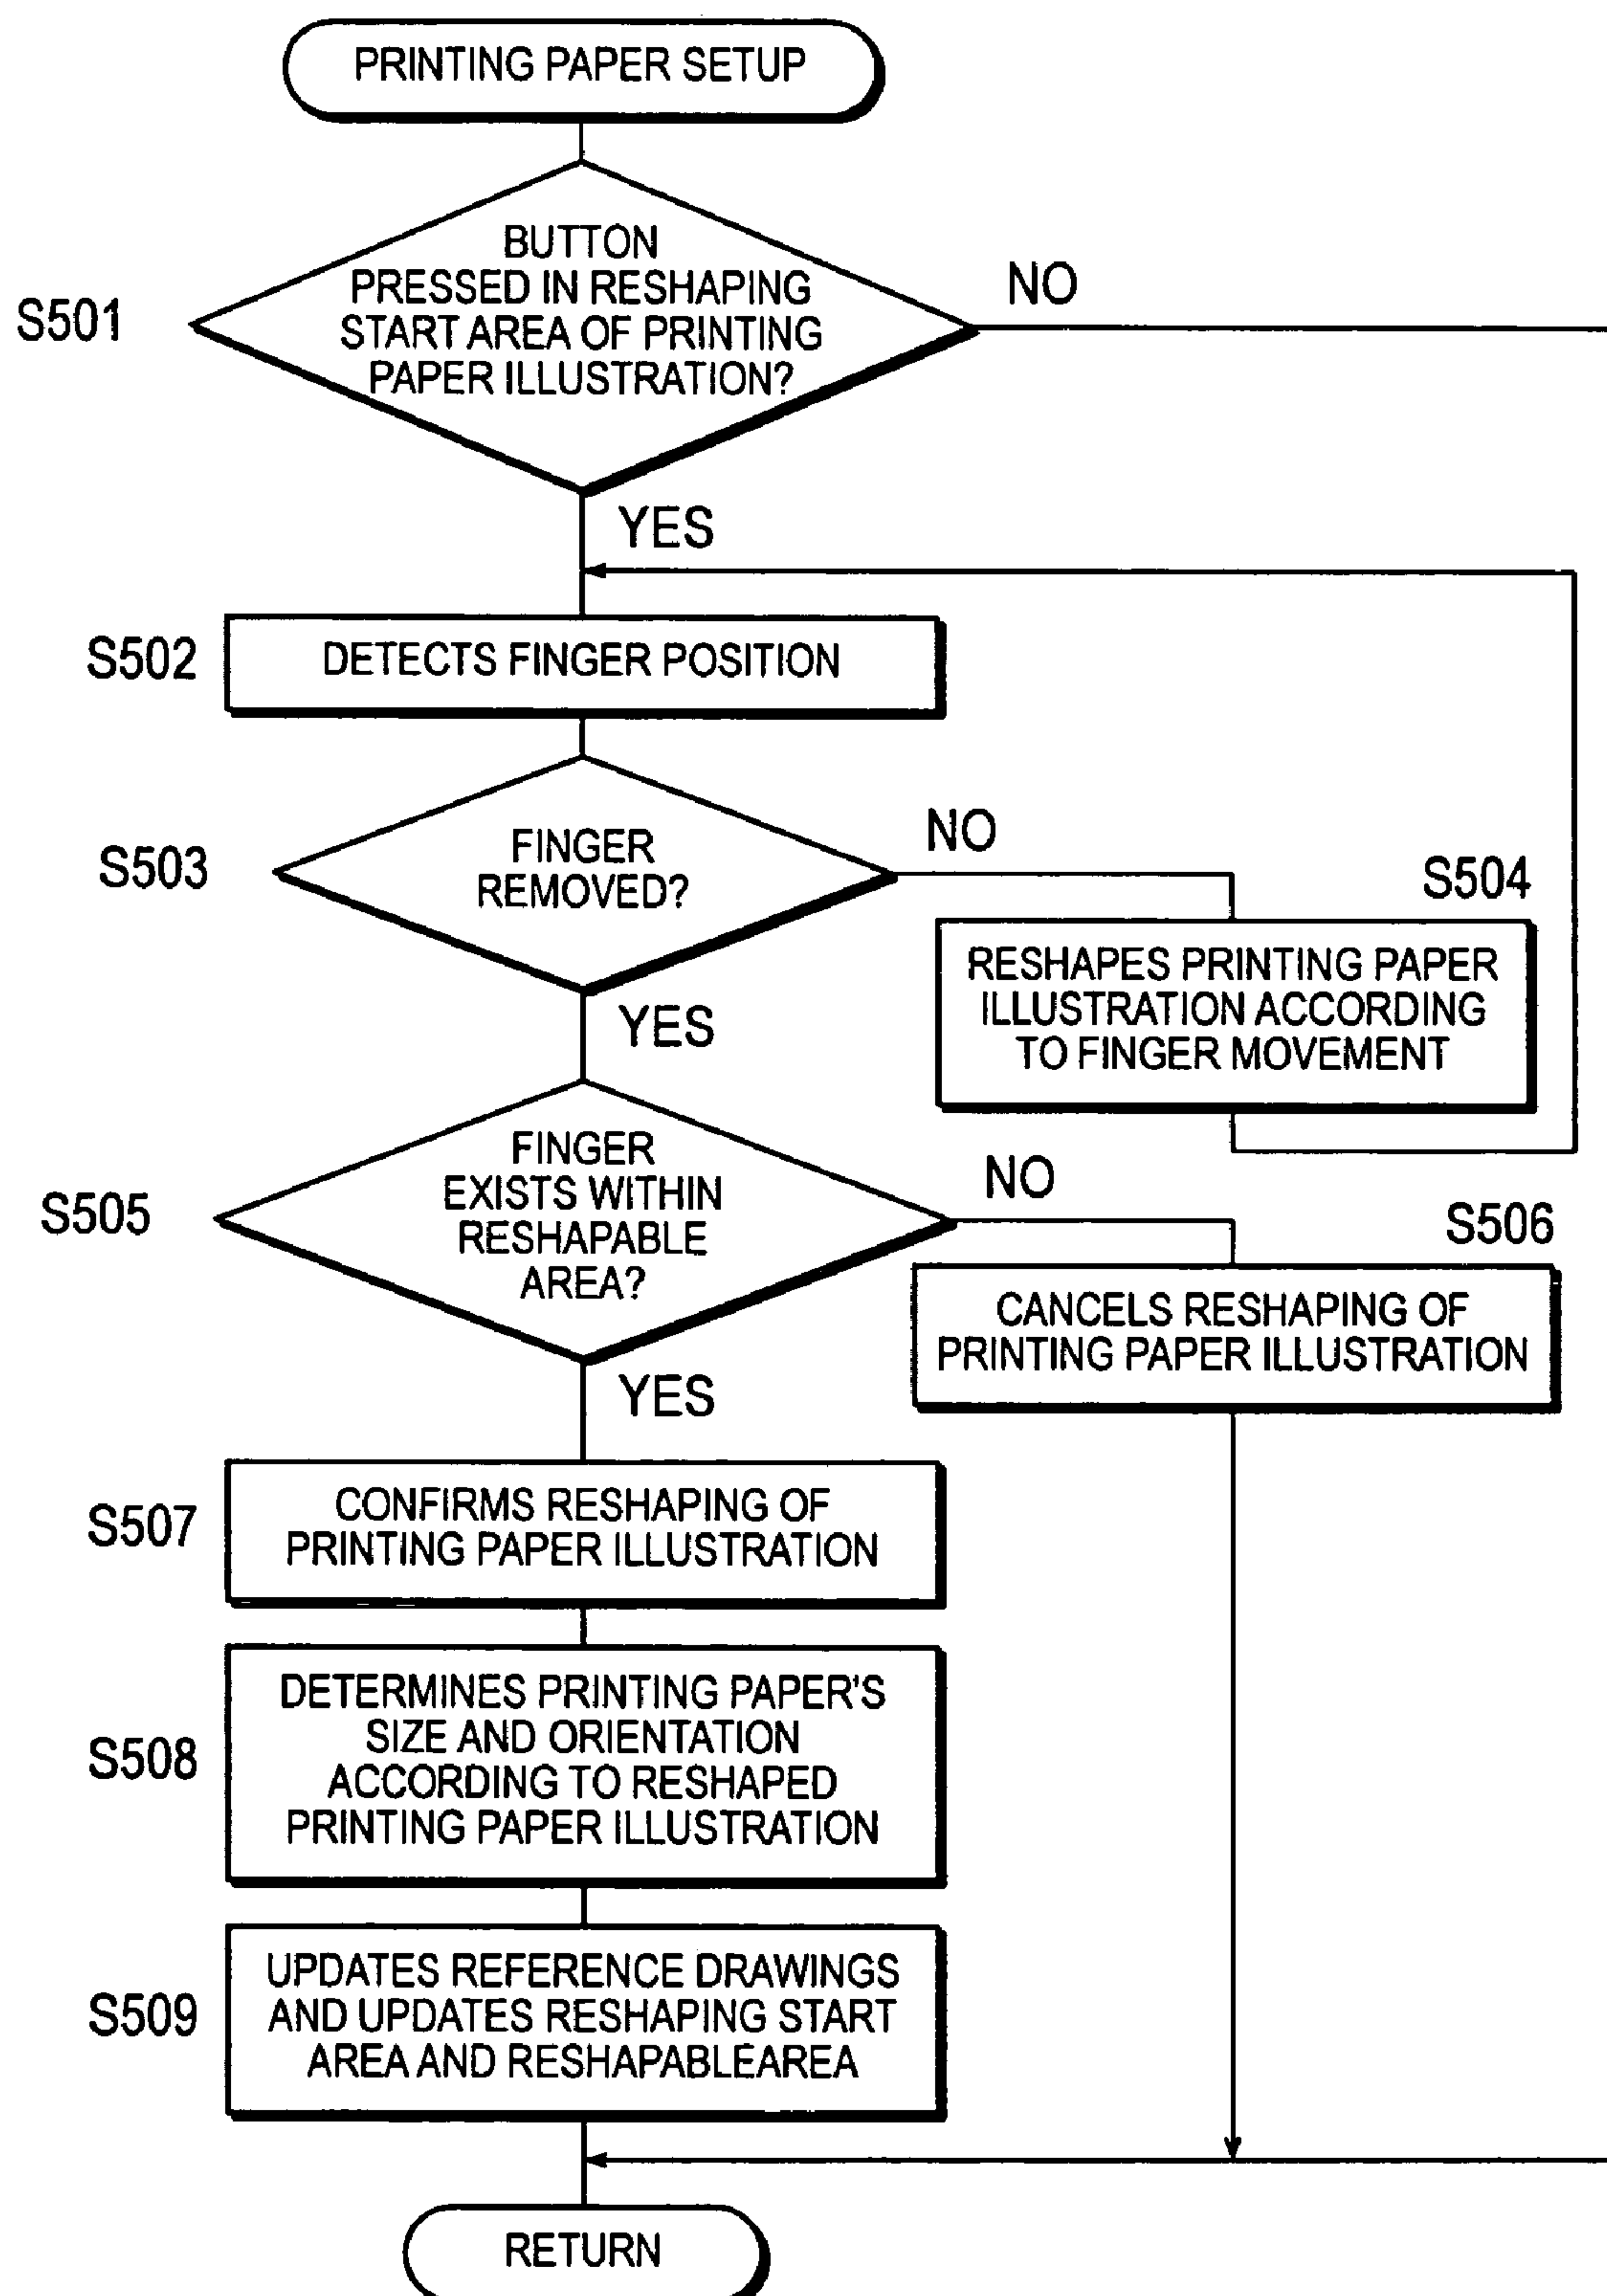 PRINTING PAPER SETUP
S501
BUTTON
PRESSED IN RESHAPING
START AREA OF PRINTING
PAPER ILLUSTRATION?
NO
YES
S502
DETECTS FINGER POSITION
S503
FINGER
REMOVED?
NO
YES
S504
RESHAPES PRINTING PAPER
ILLUSTRATION ACCORDING
TO FINGER MOVEMENT
S505
FINGER
EXISTS WITHIN
RESHAPABLE
AREA?
NO
YES
S506
CANCELS RESHAPING OF
PRINTING PAPER ILLUSTRATION
S507
CONFIRMS RESHAPING OF
PRINTING PAPER ILLUSTRATION
S508
DETERMINES PRINTING PAPER'S
SIZE AND ORIENTATION
ACCORDING TO RESHAPED
PRINTING PAPER ILLUSTRATION
S509
UPDATES REFERENCE DRAWINGS
AND UPDATES RESHAPING START
AREA AND RESHAPABLEAREA
RETURN